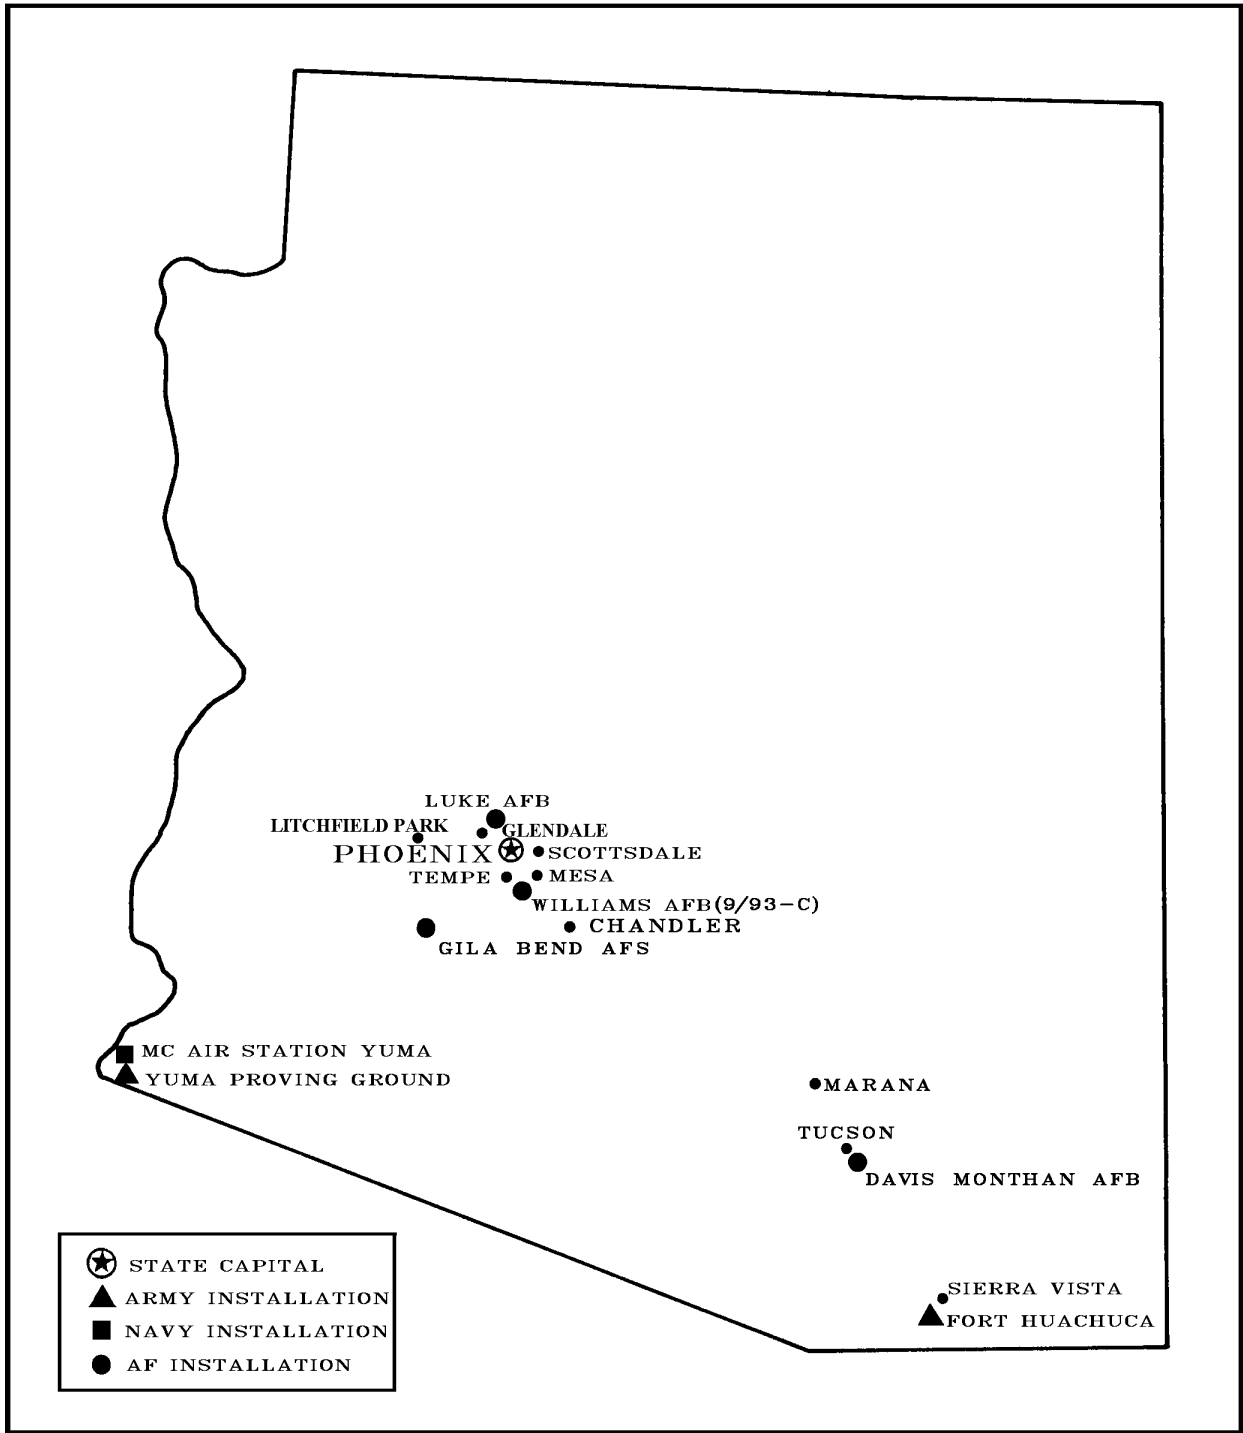 LUKE AFB
LITCHFIELD PARK
GLENDALE
PHOENIX
SCOTTSDALE
TEMPE
MESA
WILLIAMS AFB(9/93-C)
CHANDLER
GILA BEND AFS
MC AIR STATION YUMA
YUMA PROVING GROUND
MARANA
TUCSON
DAVIS MONTHAN AFB
STATE CAPITAL
ARMY INSTALLATION
NAVY INSTALLATION
AF INSTALLATION
SIERRA VISTA
FORT HUACHUCA